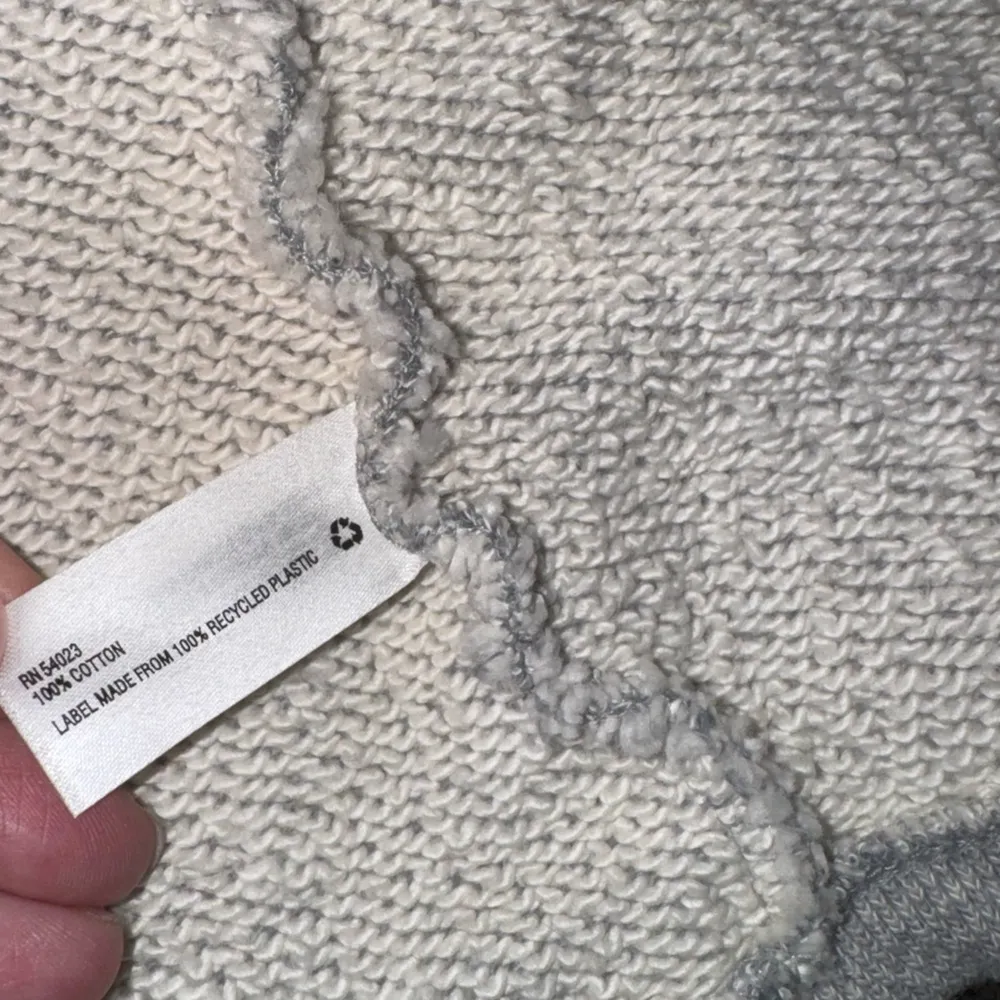 RN 54023
100% COTTON
LABEL MADE FROM 100% RECYCLED PLASTIC